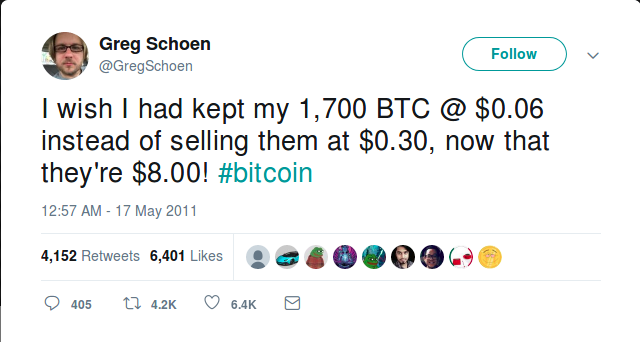 Greg Schoen
@GregSchoen
Follow
I wish I had kept my 1,700 BTC @ $0.06
instead of selling them at $0.30, now that
they're $8.00! #bitcoin
12:57 AM - 17 May 2011
4,152 Retweets 6,401 Likes
405 4.2K 6.4K